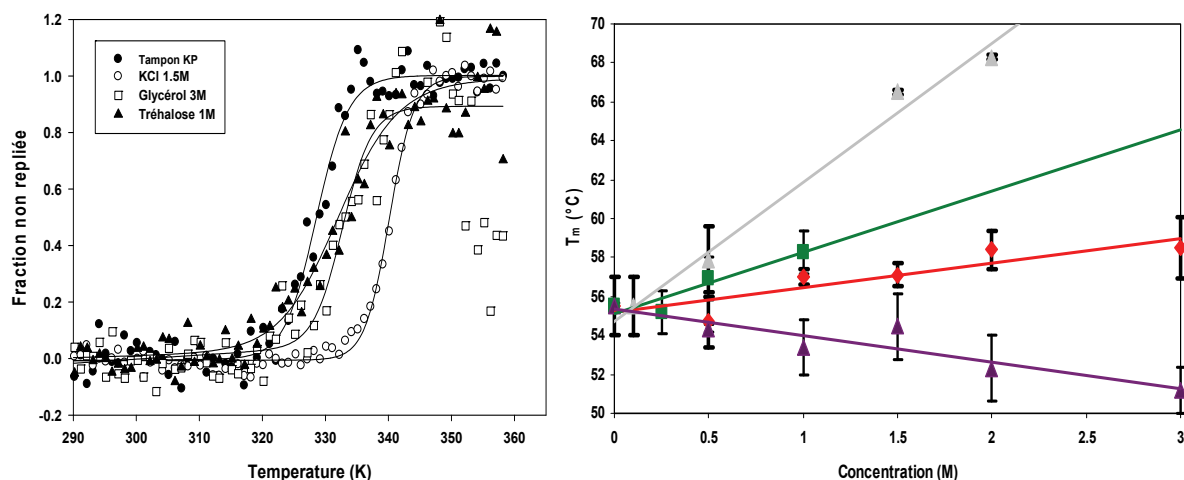 1.2
1.0
0.8
0.6
0.4
0.2
0.0
-0.2
Fraction non repliée
Tampon KP
KCl 1.5M
Glycérol 3M
Tréhalose 1M
290 300 310 320 330 340 350 360
Temperature (K)
70
68
66
64
62
60
58
56
54
52
50
Tm (°C)
0 0.5 1 1.5 2 2.5 3
Concentration (M)